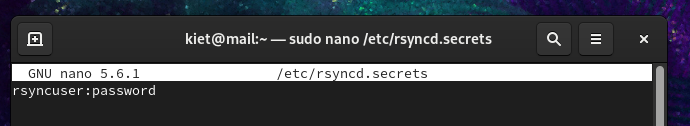 kiet@mail:~ — sudo nano /etc/rsyncd.secrets
GNU nano 5.6.1 /etc/rsyncd.secrets
rsyncuser:password